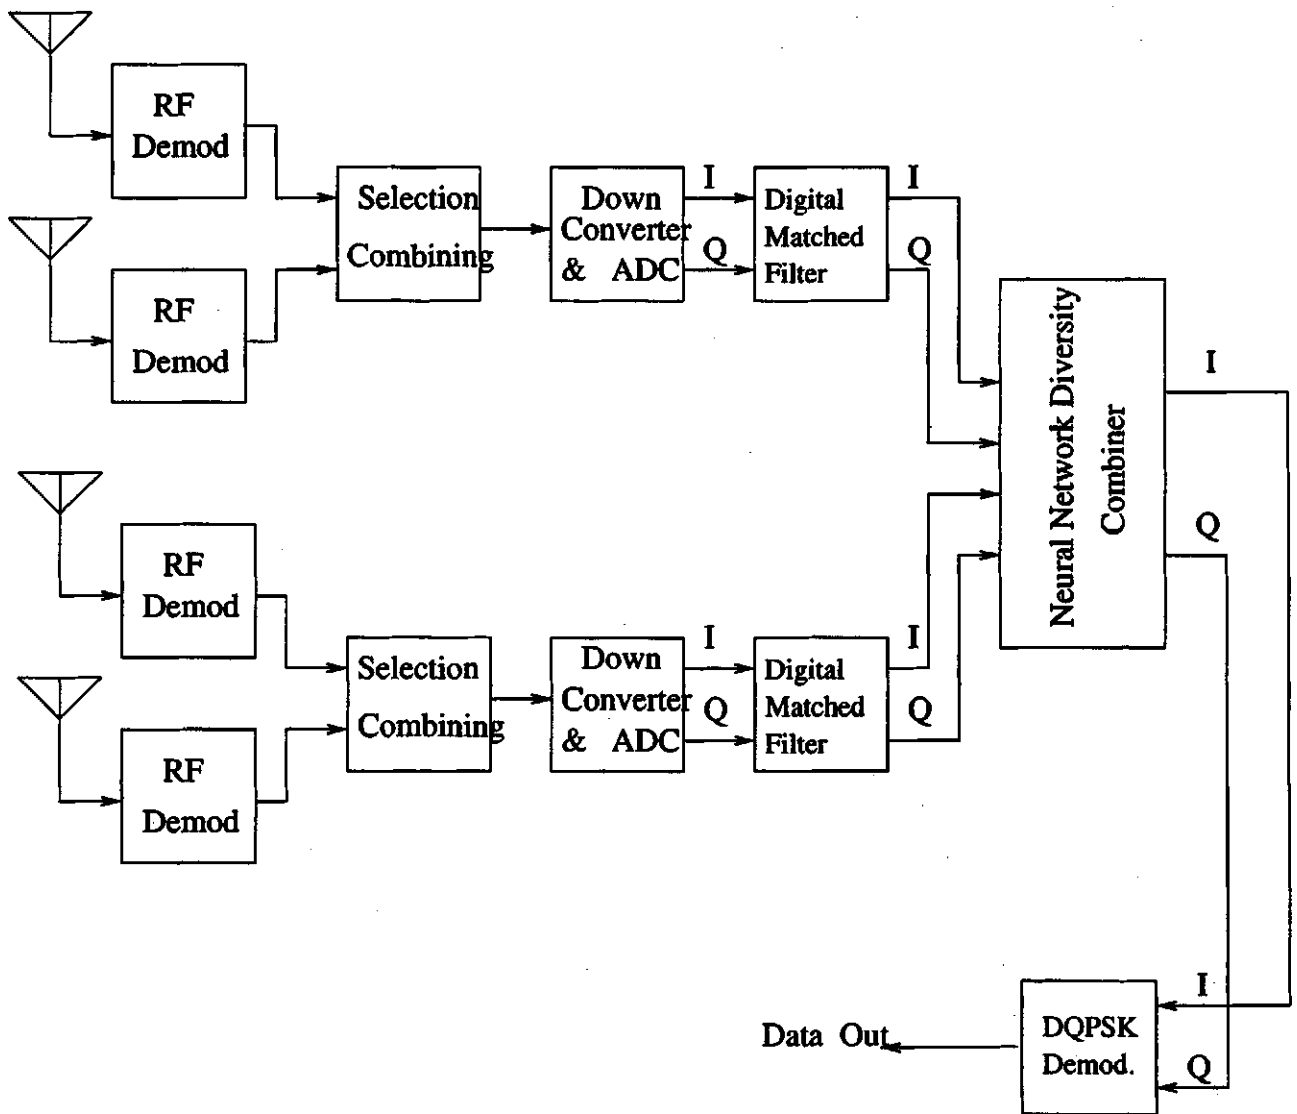 RF
Demod
RF
Demod
Selection
Combining
Down
Converter
& ADC
I
Q
Digital
Matched
Filter
I
Q
RF
Demod
RF
Demod
Selection
Combining
Down
Converter
& ADC
I
Q
Digital
Matched
Filter
I
Q
Neural Network Diversity
Combiner
I
Q
I
Q
DQPSK
Demod.
Data Out